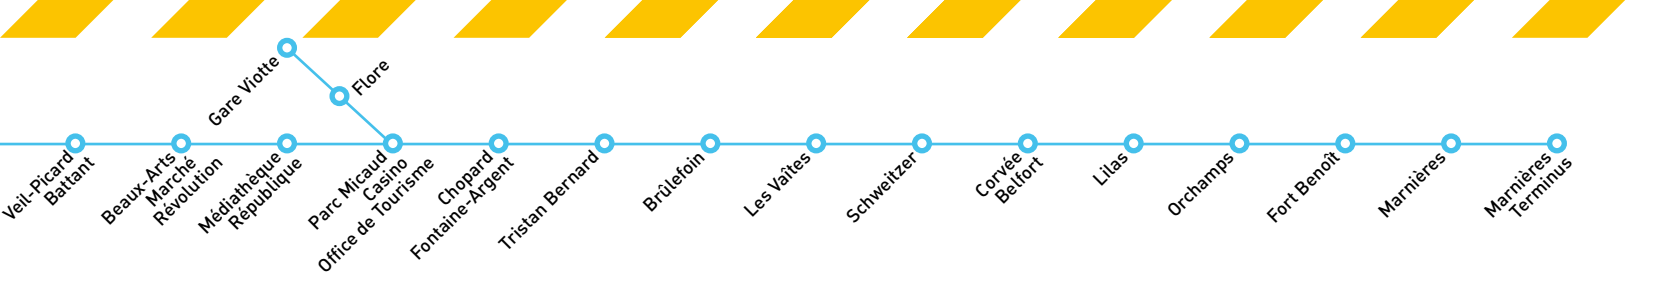 Gare Viotte
Flore
Veil-Picard
Battant
Beaux-Arts
Marché
Révolution
Médiathèque
République
Parc Micaud
Casino
Office de Tourisme
Chopard
Fontaine-Argent
Tristan Bernard
Brûlefoin
Les Vaîtes
Schweitzer
Corvée
Belfort
Lilas
Orchamps
Fort Benoît
Marnières
Marnières
Terminus